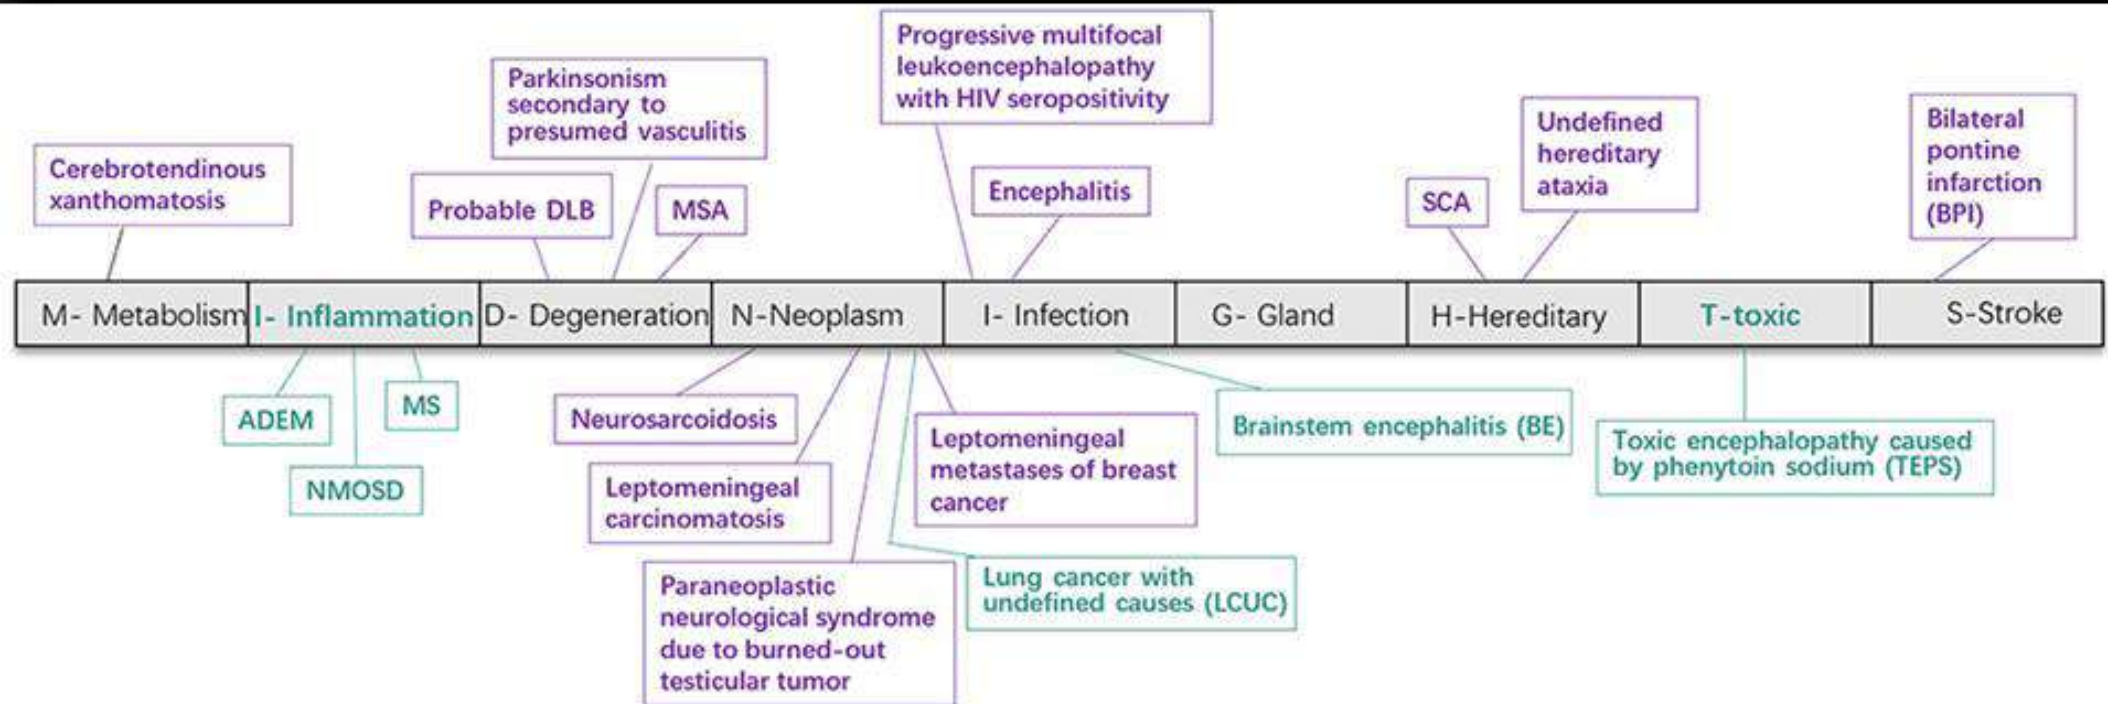 Progressive multifocal
leukoencephalopathy
with HIV seropositivity
Parkinsonism
secondary to
presumed vasculitis
Undefined
hereditary
ataxia
Bilateral
pontine
infarction
(BPI)
Cerebrotendinous
xanthomatosis
Probable DLB
MSA
Encephalitis
SCA
M- Metabolism
I- Inflammation
D- Degeneration
N-Neoplasm
I- Infection
G- Gland
H-Hereditary
T-toxic
S-Stroke
ADEM
MS
NMOSD
Neurosarcoidosis
Leptomeningeal
carcinomatosis
Paraneoplastic
neurological syndrome
due to burned-out
testicular tumor
Leptomeningeal
metastases of breast
cancer
Lung cancer with
undefined causes (LCUC)
Brainstem encephalitis (BE)
Toxic encephalopathy caused
by phenytoin sodium (TEPS)